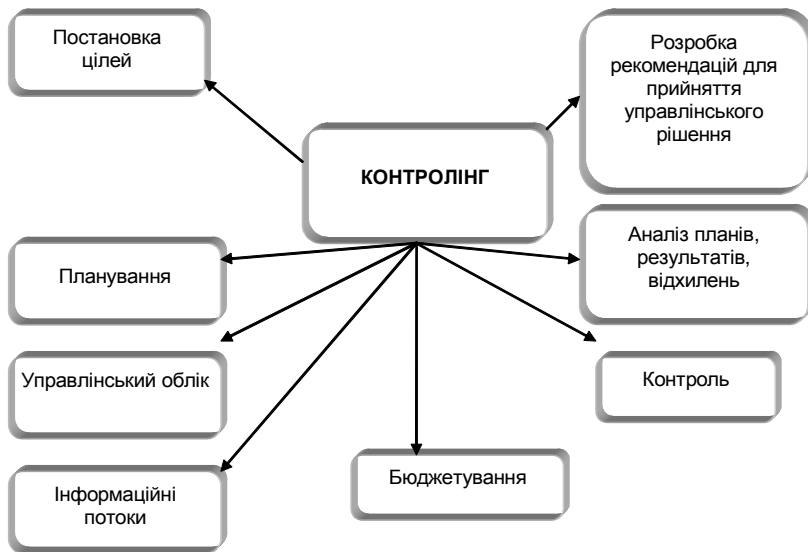 Постановка
цілей
Розробка
рекомендацій для
прийняття
управлінського
рішення
КОНТРОЛІНГ
Аналіз планів,
результатів,
відхилень
Планування
Управлінський облік
Контроль
Інформаційні
потоки
Бюджетування